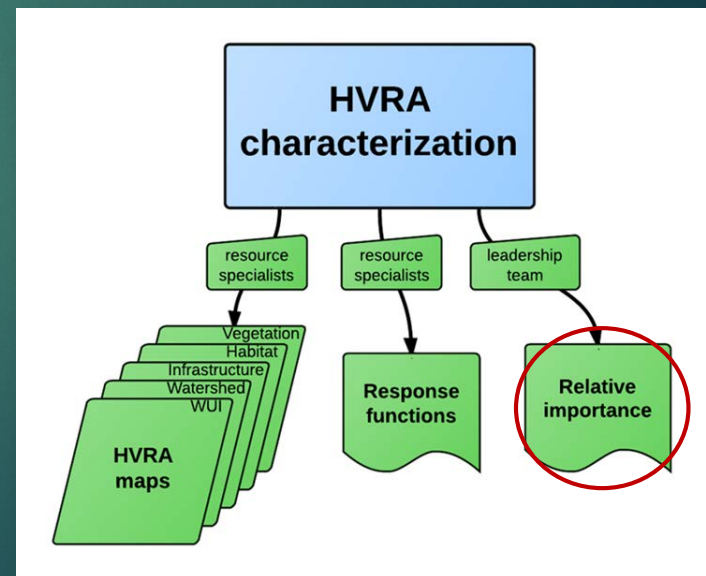 HVRA
characterization
resource
specialists
resource
specialists
leadership
team
Vegetation
Habitat
Infrastructure
Watershed
WUI
HVRA
maps
Response
functions
Relative
importance